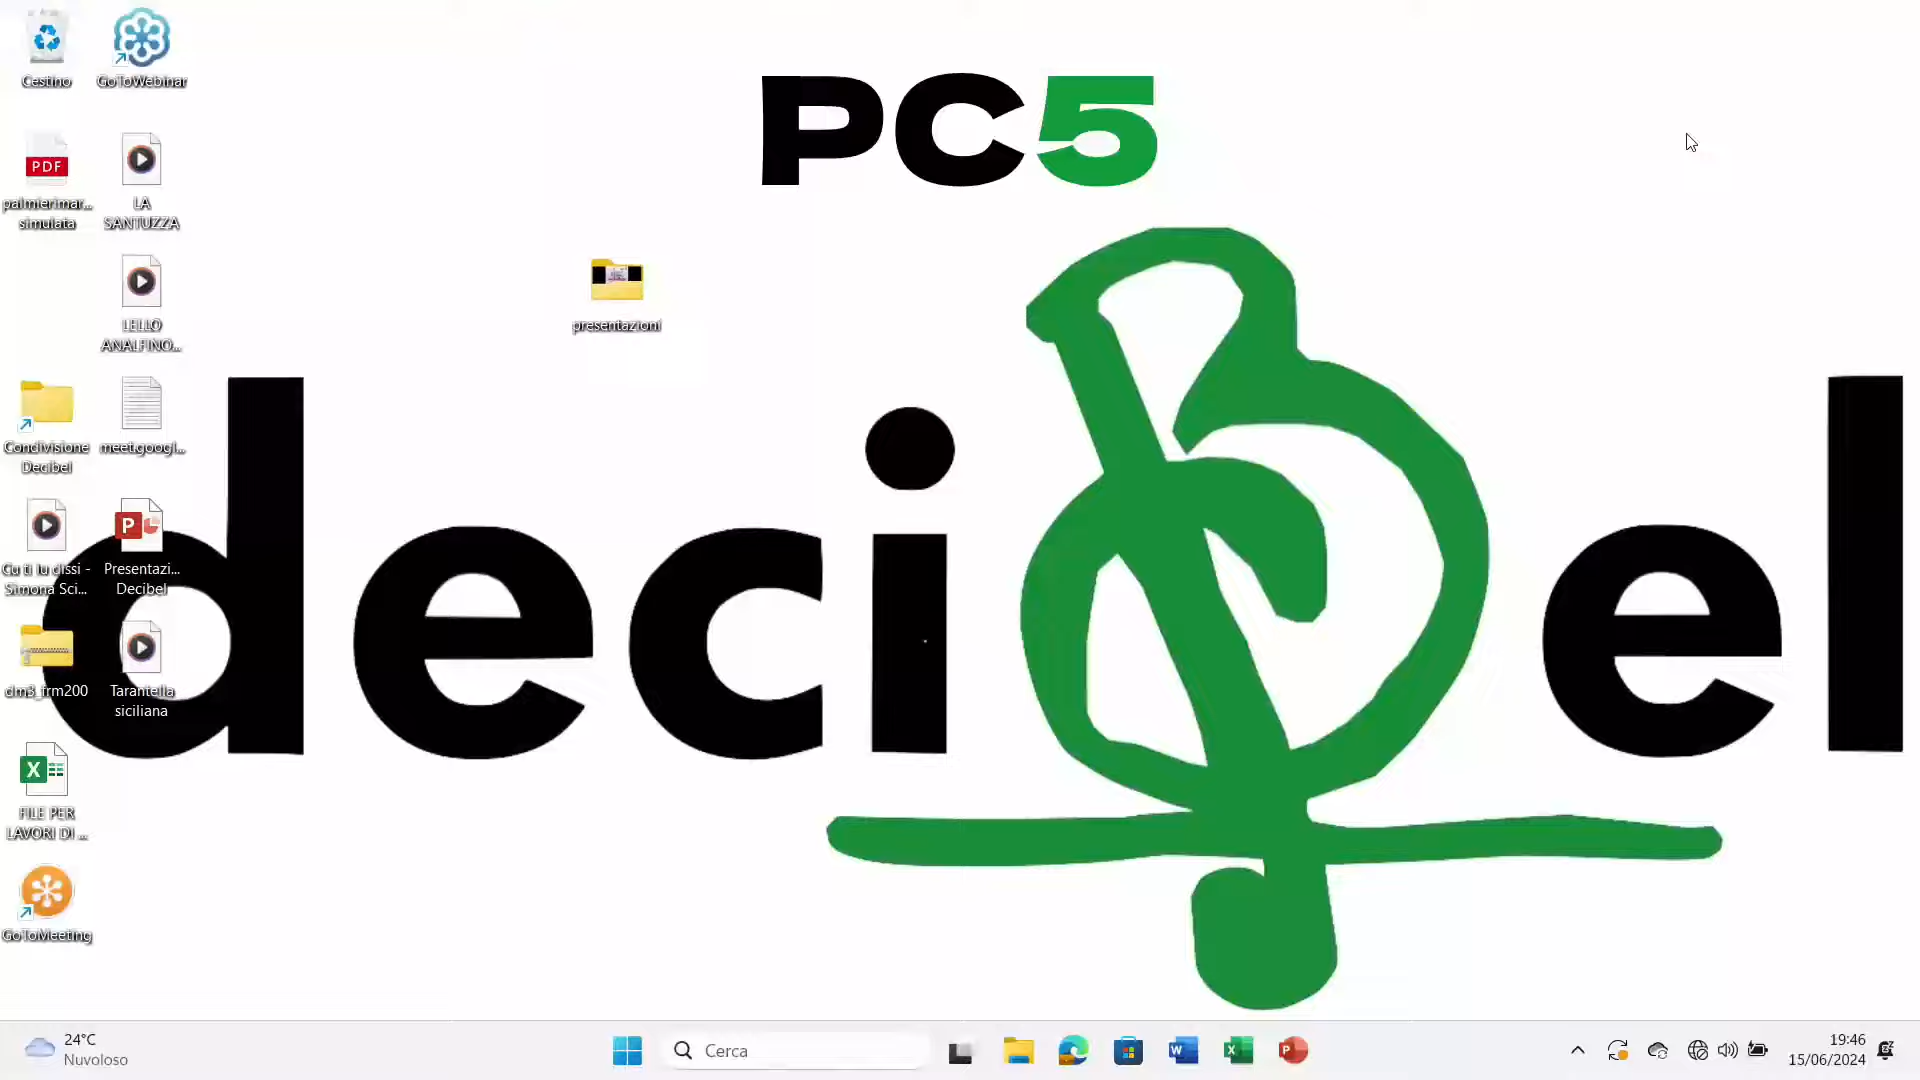 Cestino
GoToWebinar
PC5
PDF
palmierimar...
simulata
LA
SANTUZZA
LELLO
ANALFINO...
presentazioni
Condivisione
Decibel
meet.googl...
decibel
Cu ti lu dissi -
Simona Sci...
Presentazi...
Decibel
dm3_frm200
Tarantella
siciliana
FILE PER
LAVORI DI ...
GoToMeeting
24°C
Nuvoloso
Cerca
19:46
15/06/2024